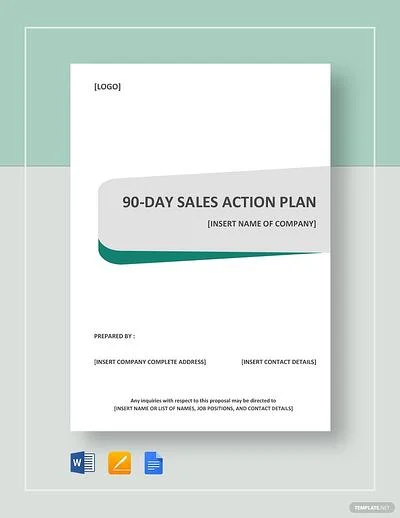 [LOGO]
90-DAY SALES ACTION PLAN
[INSERT NAME OF COMPANY]
PREPARED BY :
[INSERT COMPANY COMPLETE ADDRESS] [INSERT CONTACT DETAILS]
Any inquiries with respect to this proposal may be directed to
[INSERT NAME OR LIST OF NAMES, JOB POSITIONS, AND CONTACT DETAILS]
W
TEMPLATE.NET